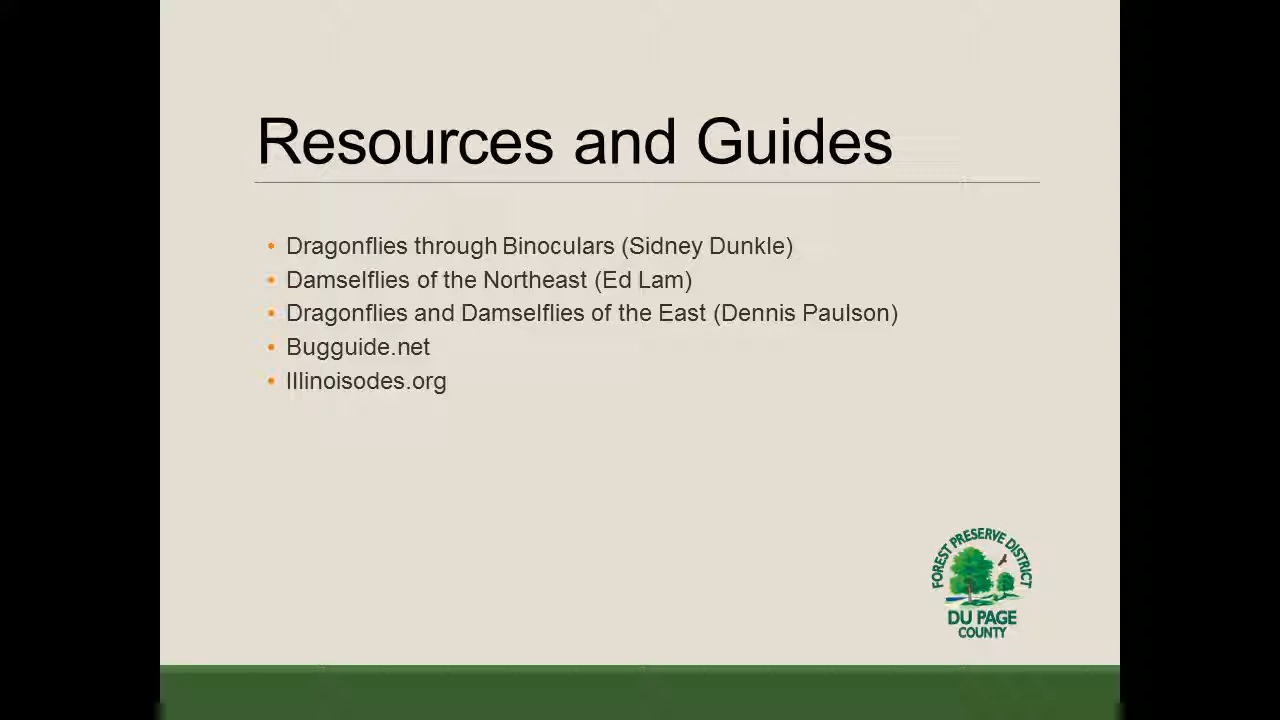 Resources and Guides
• Dragonflies through Binoculars (Sidney Dunkle)
• Damselflies of the Northeast (Ed Lam)
• Dragonflies and Damselflies of the East (Dennis Paulson)
• Bugguide.net
• Illinoisodes.org
FOREST PRESERVE DISTRICT
DU PAGE
COUNTY